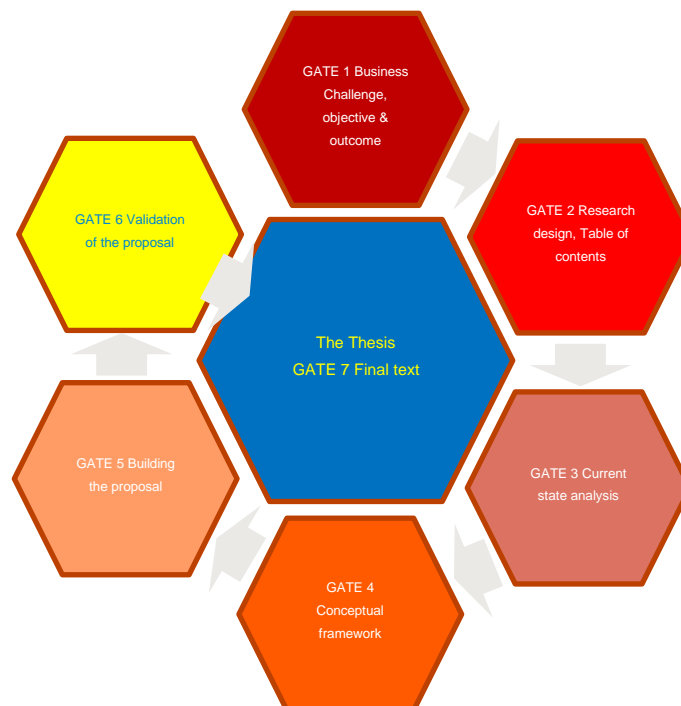 GATE 1 Business
Challenge,
objective &
outcome
GATE 2 Research
design, Table of
contents
GATE 3 Current
state analysis
GATE 4
Conceptual
framework
GATE 5 Building
the proposal
GATE 6 Validation
of the proposal
The Thesis
GATE 7 Final text